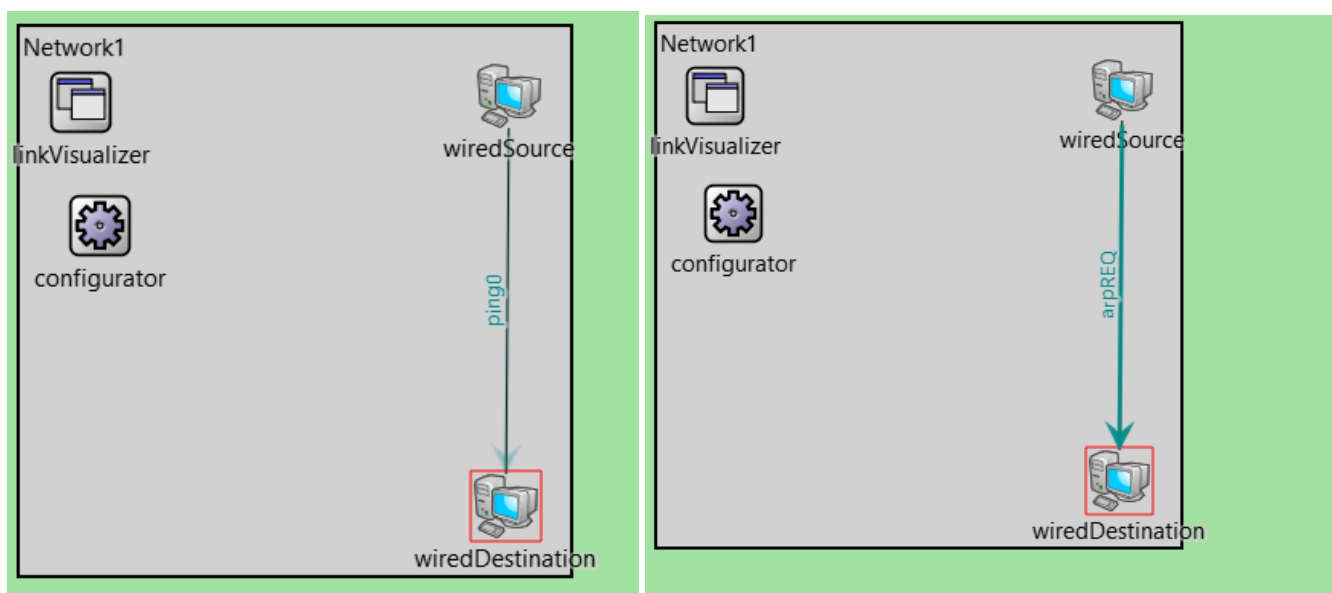 Network1
linkVisualizer
wiredSource
configurator
ping0
wiredDestination
Network1
linkVisualizer
wiredSource
configurator
arpREQ
wiredDestination